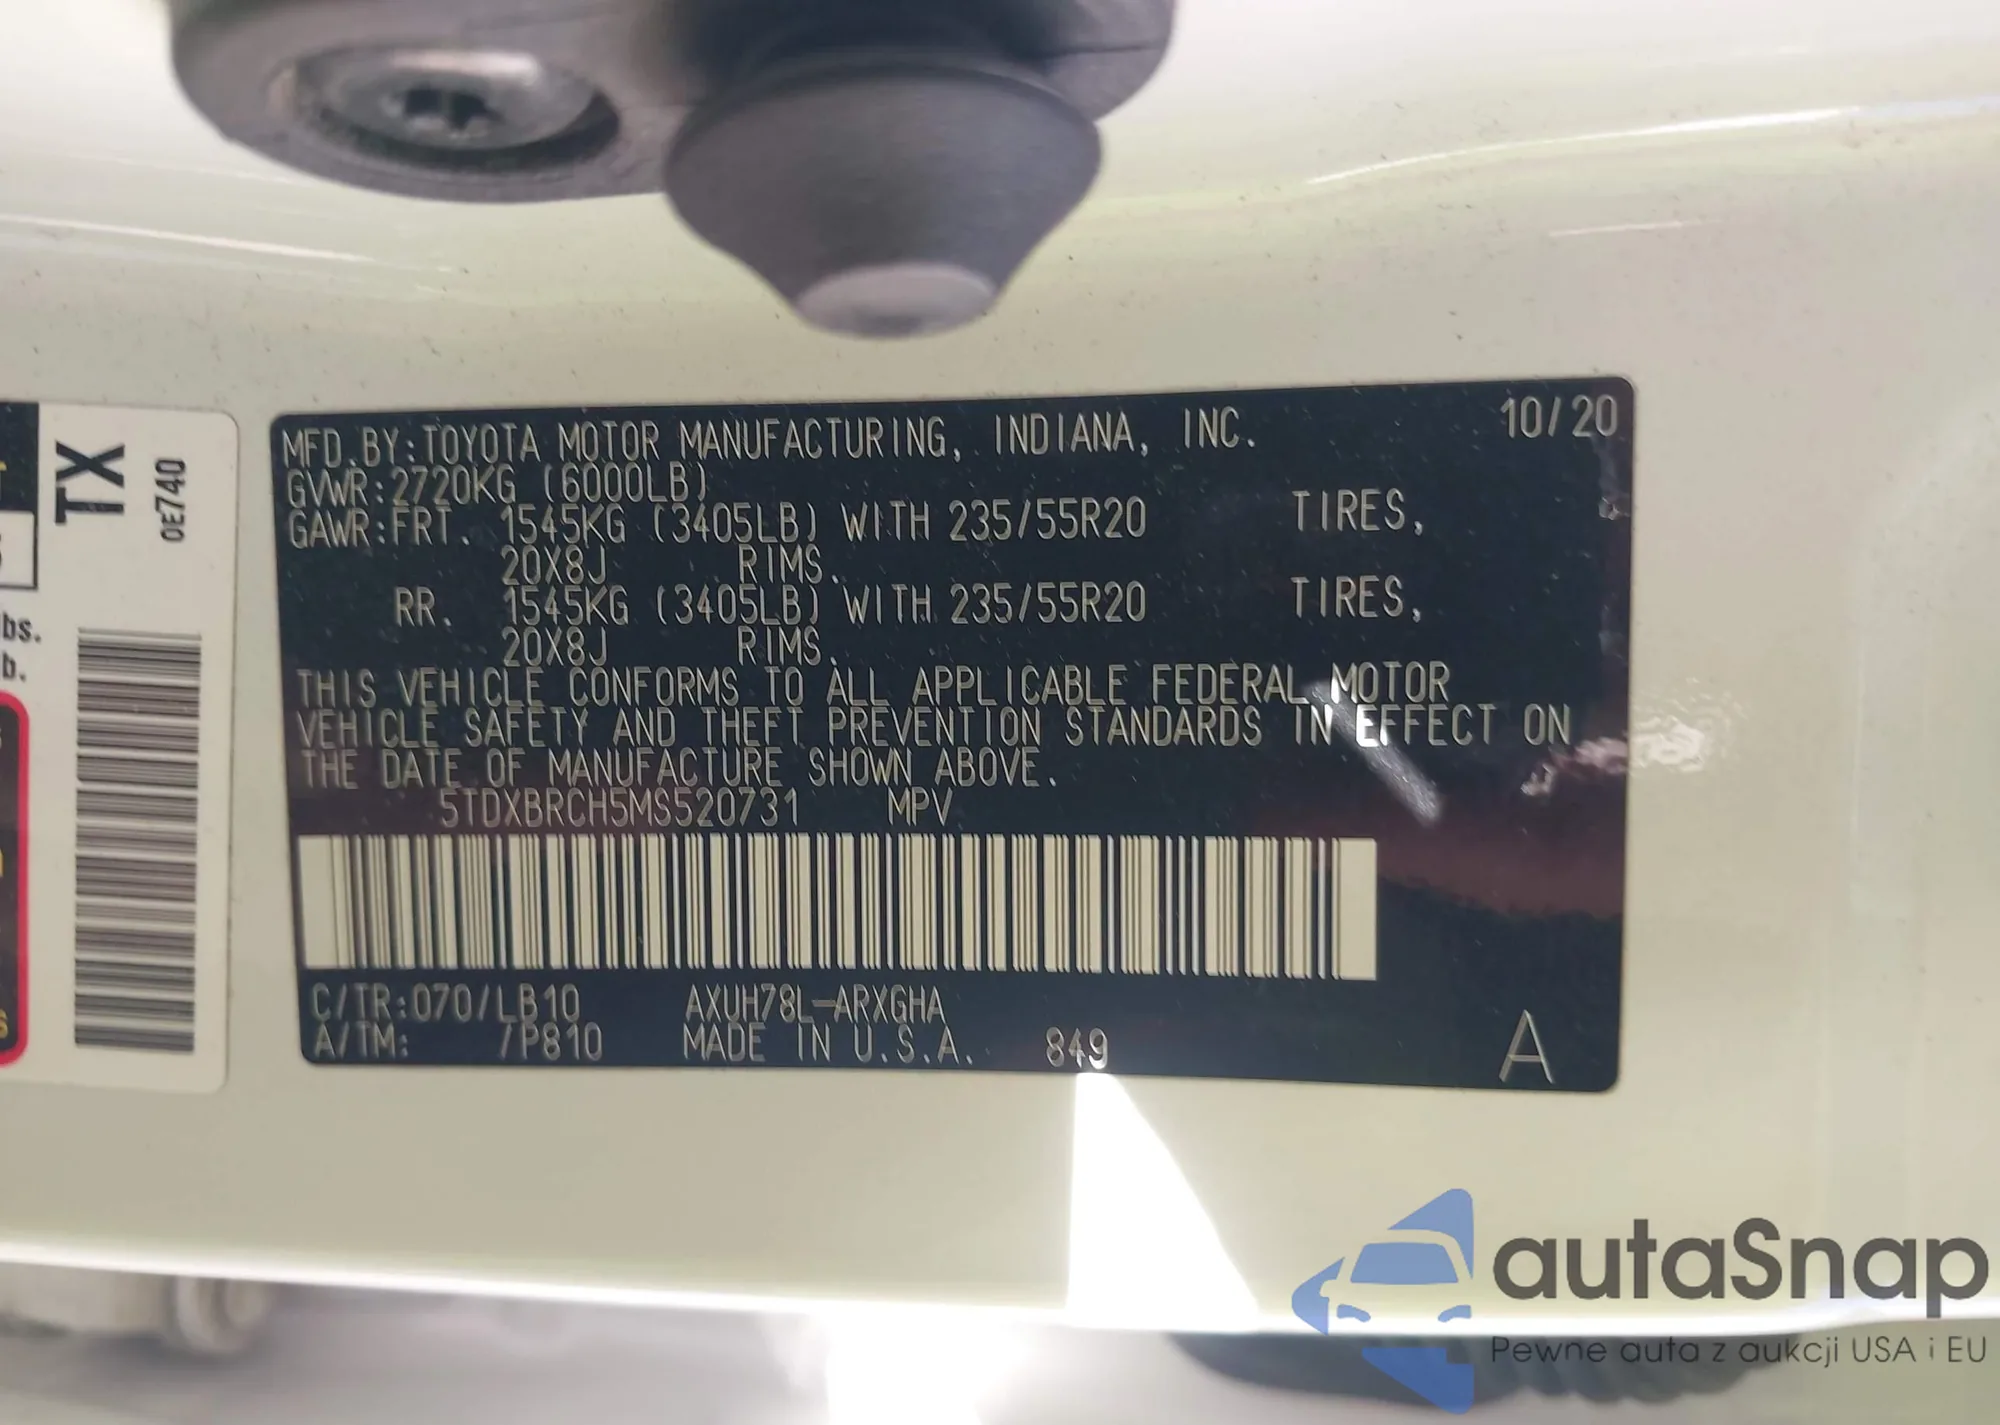 MFD.BY:TOYOTA MOTOR MANUFACTURING, INDIANA, INC. 10/20
GVWR:2720KG (6000LB)
GAWR:FRT. 1545KG (3405LB) WITH 235/55R20 TIRES,
20X8J RIMS.
RR. 1545KG (3405LB) WITH 235/55R20 TIRES,
20X8J RIMS.
THIS VEHICLE CONFORMS TO ALL APPLICABLE FEDERAL MOTOR
VEHICLE SAFETY AND THEFT PREVENTION STANDARDS IN EFFECT ON
THE DATE OF MANUFACTURE SHOWN ABOVE.
5TDXBRCH5MS520731 MPV
C/TR:070/LB10 AXUH78L-ARXGHA
A/TM: /P810 MADE IN U.S.A. 849
A
TX
0E740
bs.
b.
autaSnap
Pewne auta z aukcji USA i EU